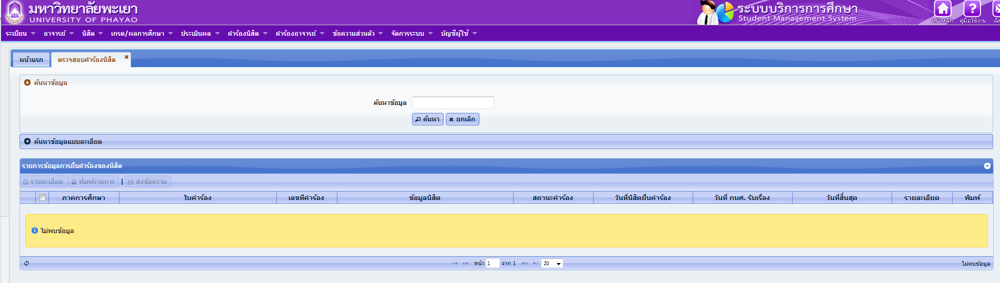 มหาวิทยาลัยพะเยา
UNIVERSITY OF PHAYAO
ระบบบริการการศึกษา
Student Management System
หน้าหลัก คู่มือใช้งาน
ระเบียน อาจารย์ นิสิต เกรด/ผลการศึกษา ประเมินผล คำร้องนิสิต คำร้องอาจารย์ ข้อความส่วนตัว จัดการระบบ บัญชีผู้ใช้
หน้าแรก ตรวจสอบคำร้องนิสิต
ค้นหาข้อมูล
ค้นหาข้อมูล
ค้นหา ยกเลิก
ค้นหาข้อมูลแบบละเอียด
รายการข้อมูลการยื่นคำร้องของนิสิต
รายละเอียด พิมพ์รายการ | ส่งข้อความ
ภาคการศึกษา ใบคำร้อง เลขที่คำร้อง ข้อมูลนิสิต สถานะคำร้อง วันที่นิสิตยื่นคำร้อง วันที่ กบศ. รับเรื่อง วันที่สิ้นสุด รายละเอียด พิมพ์
ไม่พบข้อมูล
หน้า 1 จาก 1 20 ไม่พบข้อมูล